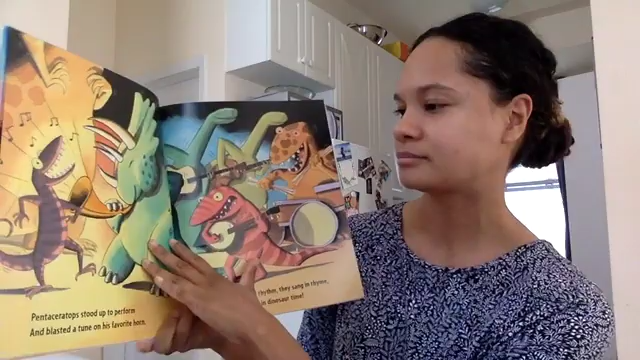 Pentaceratops stood up to perform
And blasted a tune on his favorite horn.
rhythm, they sang in rhyme,
in dinosaur time!